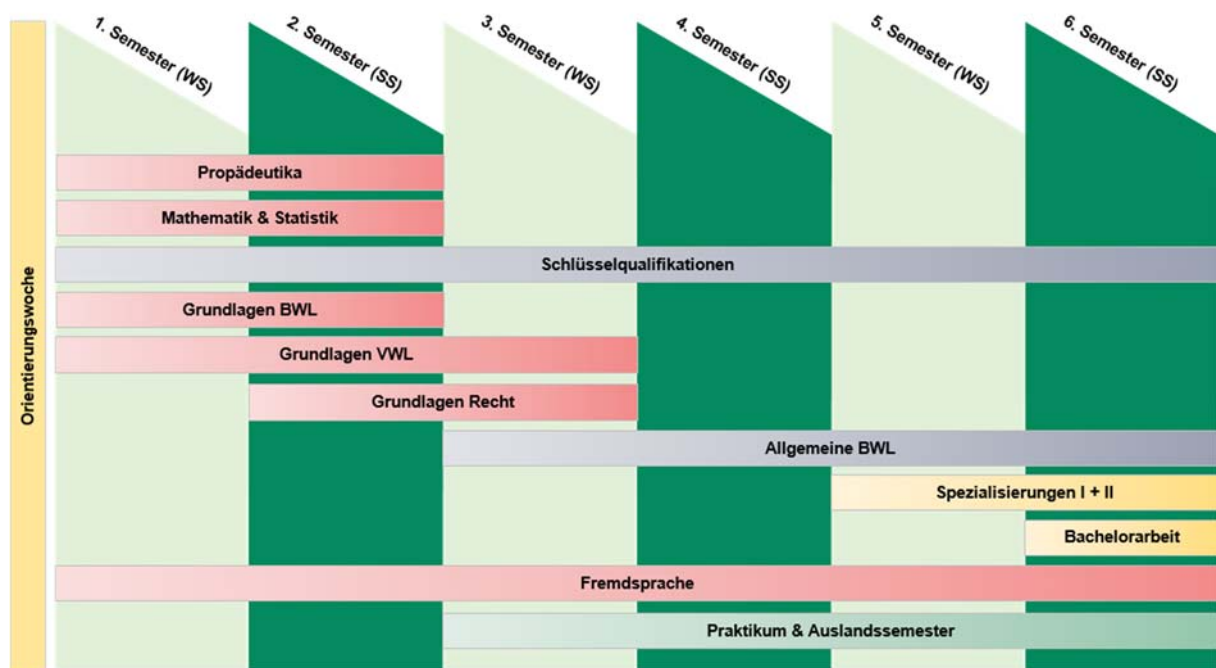 1. Semester (WS)
2. Semester (SS)
3. Semester (WS)
4. Semester (SS)
5. Semester (WS)
6. Semester (SS)
Orientierungswoche
Propädeutika
Mathematik & Statistik
Schlüsselqualifikationen
Grundlagen BWL
Grundlagen VWL
Grundlagen Recht
Allgemeine BWL
Spezialisierungen I + II
Bachelorarbeit
Fremdsprache
Praktikum & Auslandssemester